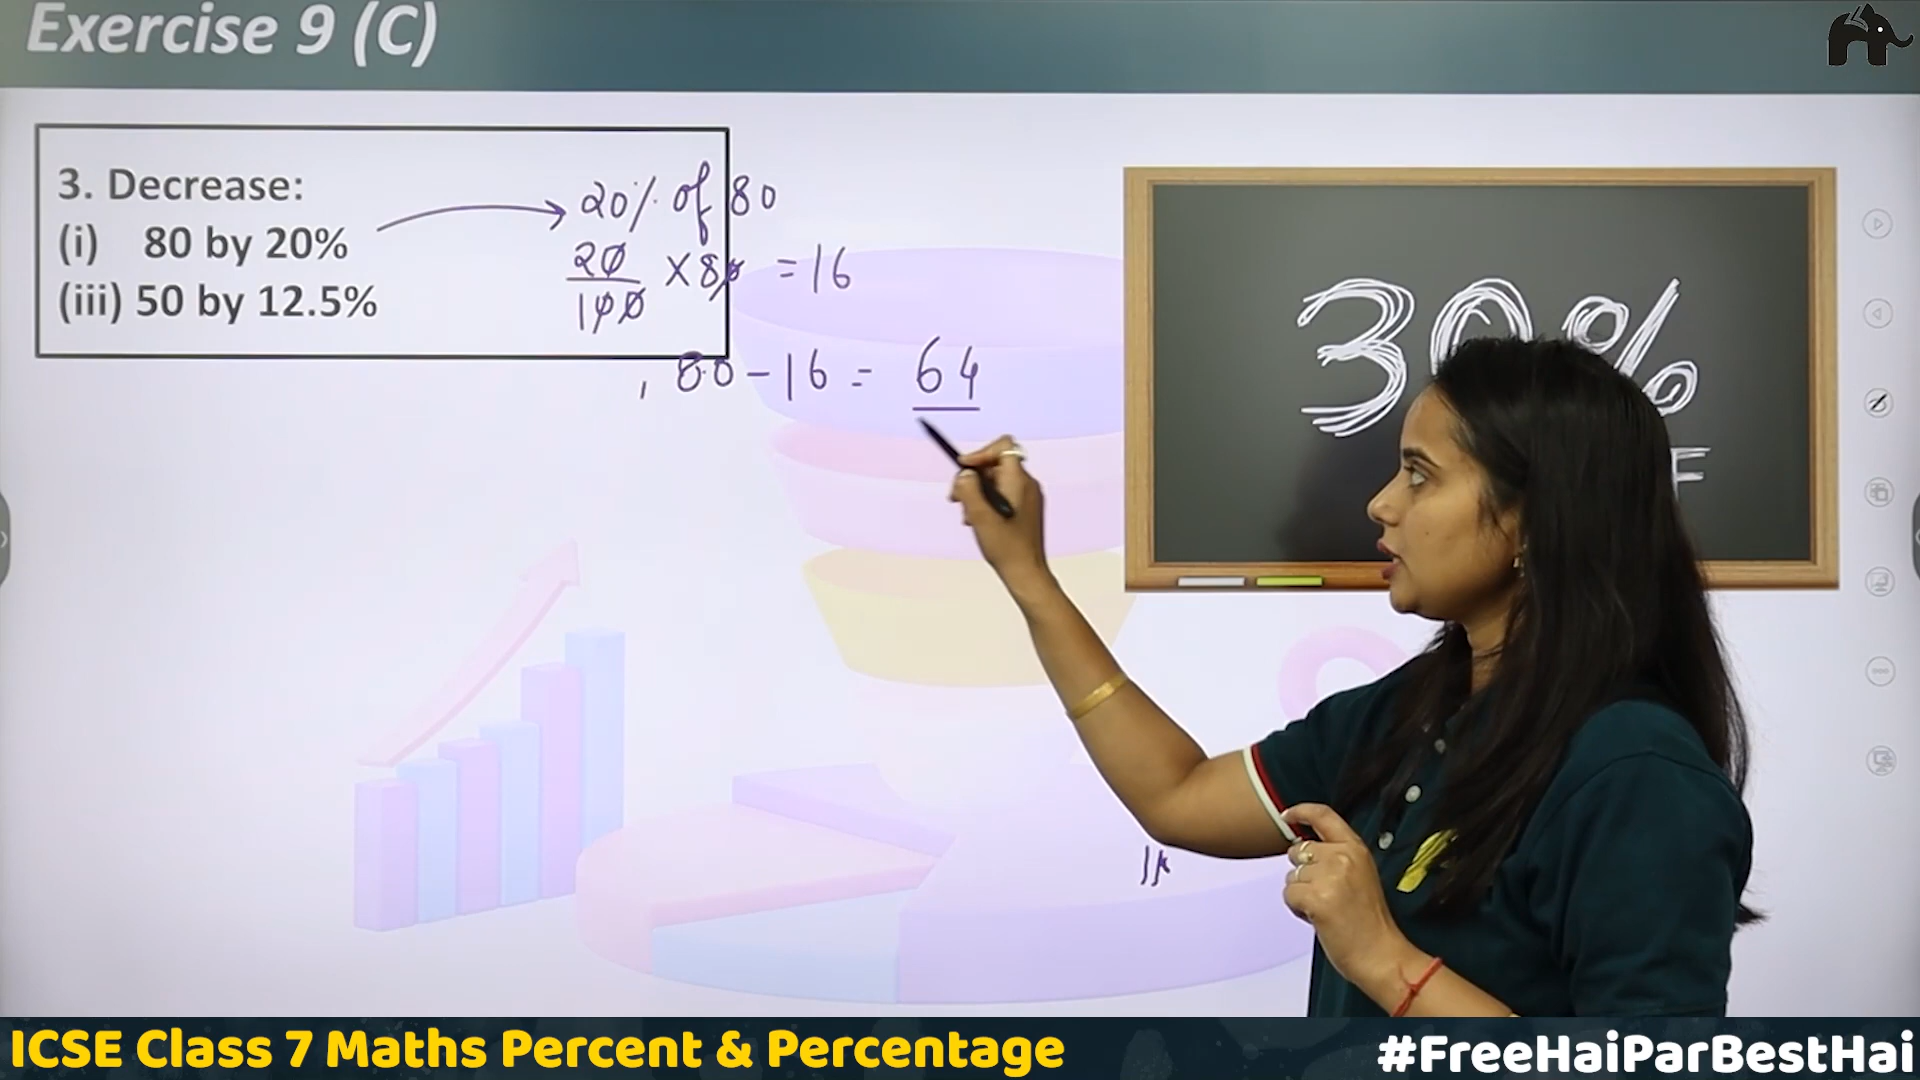 Exercise 9 (C)
3. Decrease:
(i) 80 by 20%
(iii) 50 by 12.5%
20% of 80
20/100 × 80 = 16
80 - 16 = 64
30%
F
ICSE Class 7 Maths Percent & Percentage
#FreeHaiParBestHai